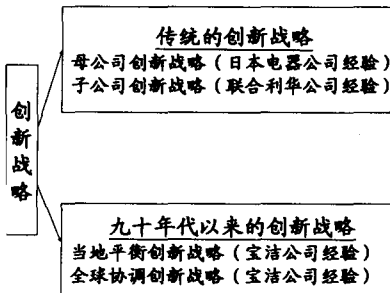 创新战略
传统的创新战略
母公司创新战略（日本电器公司经验）
子公司创新战略（联合利华公司经验）
九十年代以来的创新战略
当地平衡创新战略（宝洁公司经验）
全球协调创新战略（宝洁公司经验）